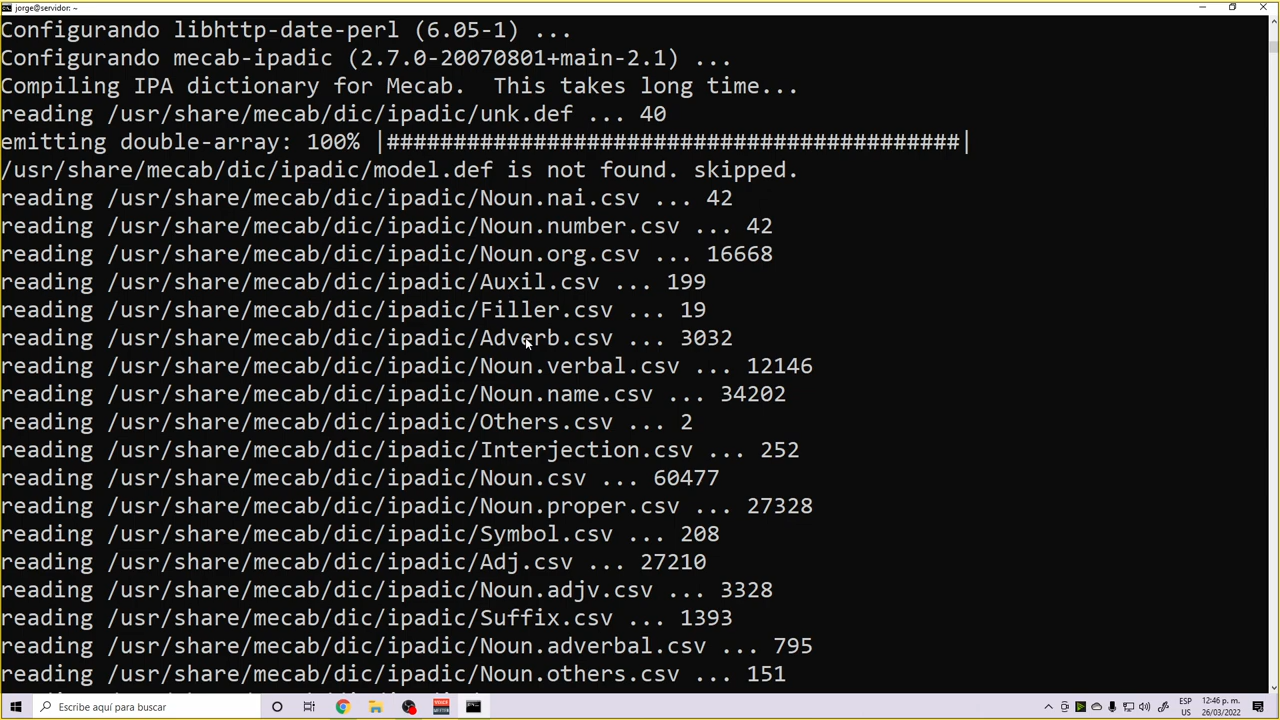 jorge@servidor: ~
Configurando libhttp-date-perl (6.05-1) ...
Configurando mecab-ipadic (2.7.0-20070801+main-2.1) ...
Compiling IPA dictionary for Mecab.  This takes long time...
reading /usr/share/mecab/dic/ipadic/unk.def ... 40
emitting double-array: 100% |###########################################|
/usr/share/mecab/dic/ipadic/model.def is not found. skipped.
reading /usr/share/mecab/dic/ipadic/Noun.nai.csv ... 42
reading /usr/share/mecab/dic/ipadic/Noun.number.csv ... 42
reading /usr/share/mecab/dic/ipadic/Noun.org.csv ... 16668
reading /usr/share/mecab/dic/ipadic/Auxil.csv ... 199
reading /usr/share/mecab/dic/ipadic/Filler.csv ... 19
reading /usr/share/mecab/dic/ipadic/Adverb.csv ... 3032
reading /usr/share/mecab/dic/ipadic/Noun.verbal.csv ... 12146
reading /usr/share/mecab/dic/ipadic/Noun.name.csv ... 34202
reading /usr/share/mecab/dic/ipadic/Others.csv ... 2
reading /usr/share/mecab/dic/ipadic/Interjection.csv ... 252
reading /usr/share/mecab/dic/ipadic/Noun.csv ... 60477
reading /usr/share/mecab/dic/ipadic/Noun.proper.csv ... 27328
reading /usr/share/mecab/dic/ipadic/Symbol.csv ... 208
reading /usr/share/mecab/dic/ipadic/Adj.csv ... 27210
reading /usr/share/mecab/dic/ipadic/Noun.adjv.csv ... 3328
reading /usr/share/mecab/dic/ipadic/Suffix.csv ... 1393
reading /usr/share/mecab/dic/ipadic/Noun.adverbal.csv ... 795
reading /usr/share/mecab/dic/ipadic/Noun.others.csv ... 151
Escribe aquí para buscar
ESP
US
12:46 p. m.
26/03/2022